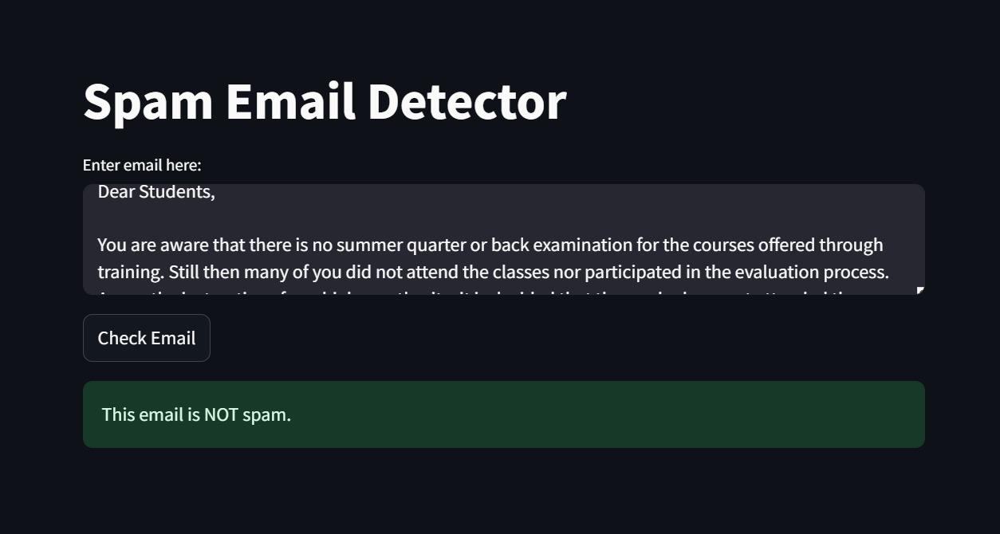 Spam Email Detector
Enter email here:
Dear Students,
You are aware that there is no summer quarter or back examination for the courses offered through
training. Still then many of you did not attend the classes nor participated in the evaluation process.
Check Email
This email is NOT spam.